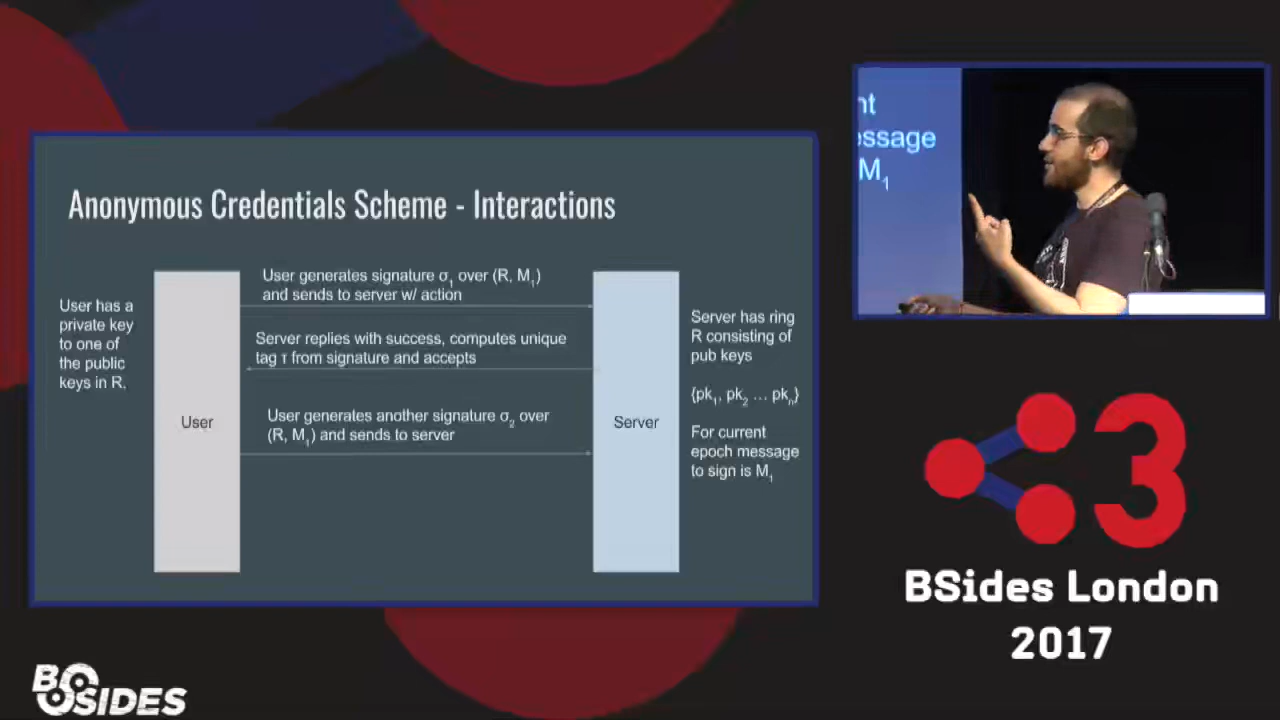 Anonymous Credentials Scheme - Interactions
User has a
private key
to one of
the public
keys in R.
User
User generates signature σ₁ over (R, M₁)
and sends to server w/ action
Server replies with success, computes unique
tag τ from signature and accepts
User generates another signature σ₂ over
(R, M₁) and sends to server
Server
Server has ring
R consisting of
pub keys
{pk₁, pk₂ … pkₙ}
For current
epoch message
to sign is M₁
nt
essage
M₁
3
BSides London
2017
BSIDES